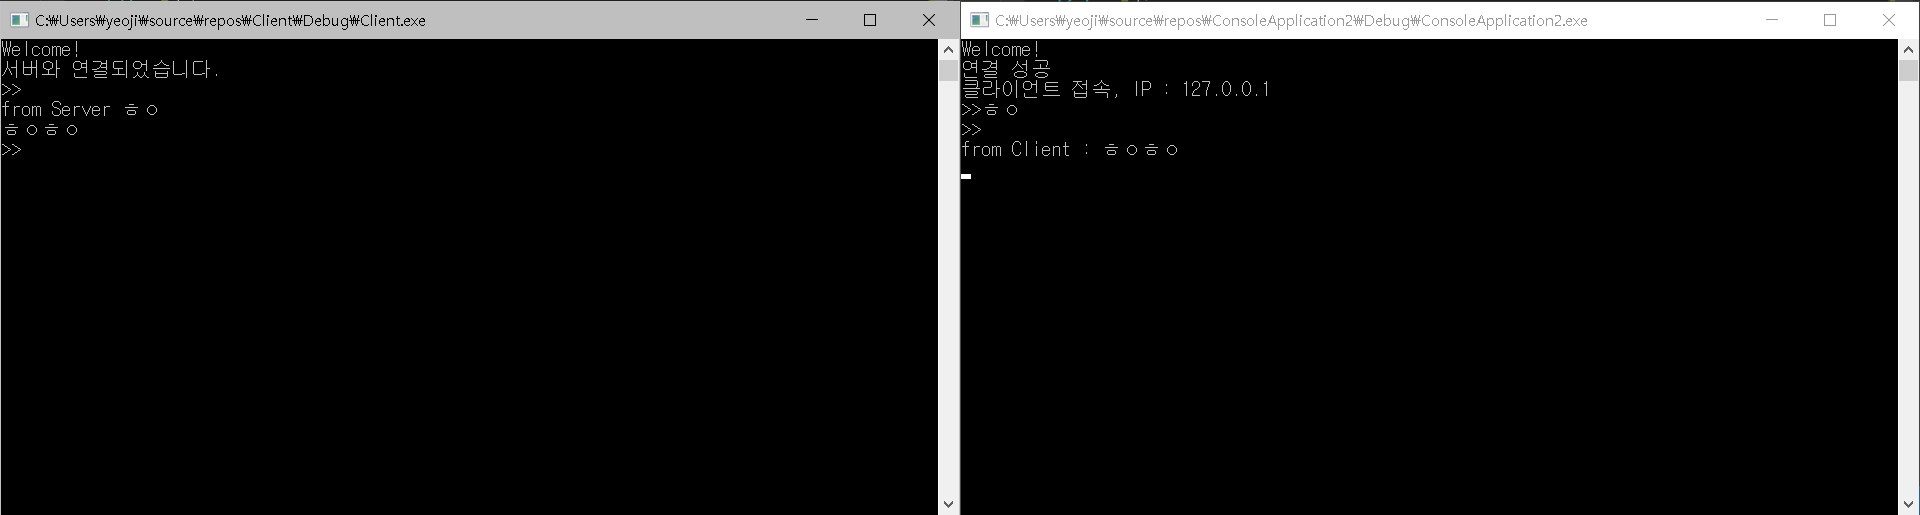 C:₩Users₩yeoji₩source₩repos₩Client₩Debug₩Client.exe
Welcome!
서버와 연결되었습니다.
>>
from Server ㅎㅇ
ㅎㅇㅎㅇ
>>
C:₩Users₩yeoji₩source₩repos₩ConsoleApplication2₩Debug₩ConsoleApplication2.exe
Welcome!
연결 성공
클라이언트 접속, IP : 127.0.0.1
>>ㅎㅇ
>>
from Client : ㅎㅇㅎㅇ